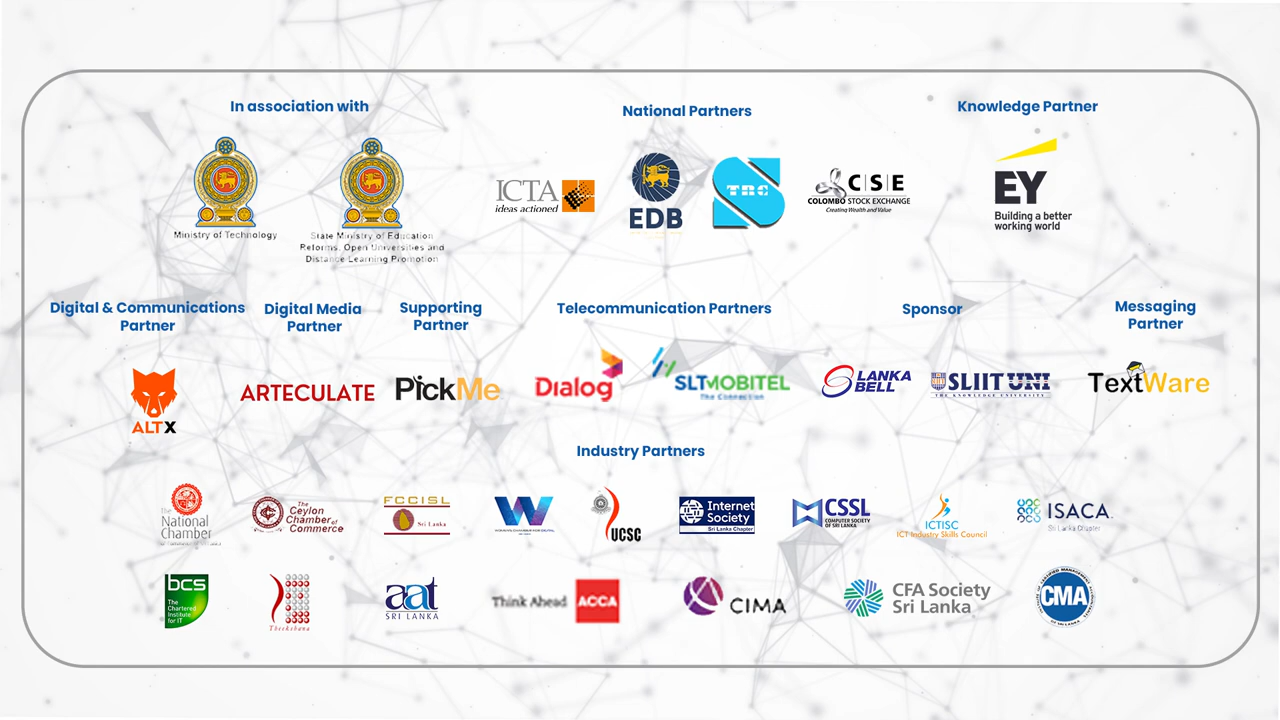 In association with
National Partners
Knowledge Partner
Ministry of Technology
State Ministry of Education
Reforms, Open Universities and
Distance Learning Promotion
ICTA
ideas actioned
EDB
TRC
CSE
COLOMBO STOCK EXCHANGE
Creating Wealth and Value
EY
Building a better
working world
Digital & Communications
Partner
Digital Media
Partner
Supporting
Partner
Telecommunication Partners
Sponsor
Messaging
Partner
ALTX
ARTECULATE
PickMe
Dialog
SLTMOBITEL
The Connection
LANKA
BELL
SLIIT UNI
THE KNOWLEDGE UNIVERSITY
TextWare
Industry Partners
The
National
Chamber
The
Ceylon
Chamber of
Commerce
FCCISL
Sri Lanka
W
UCSC
Internet
Society
Sri Lanka Chapter
CSSL
COMPUTER SOCIETY
OF SRI LANKA
ICTISC
ICT Industry Skills Council
ISACA
Sri Lanka Chapter
bcs
The
Chartered
Institute
for IT
Theekshana
aat
SRI LANKA
Think Ahead
ACCA
CIMA
CFA Society
Sri Lanka
CMA